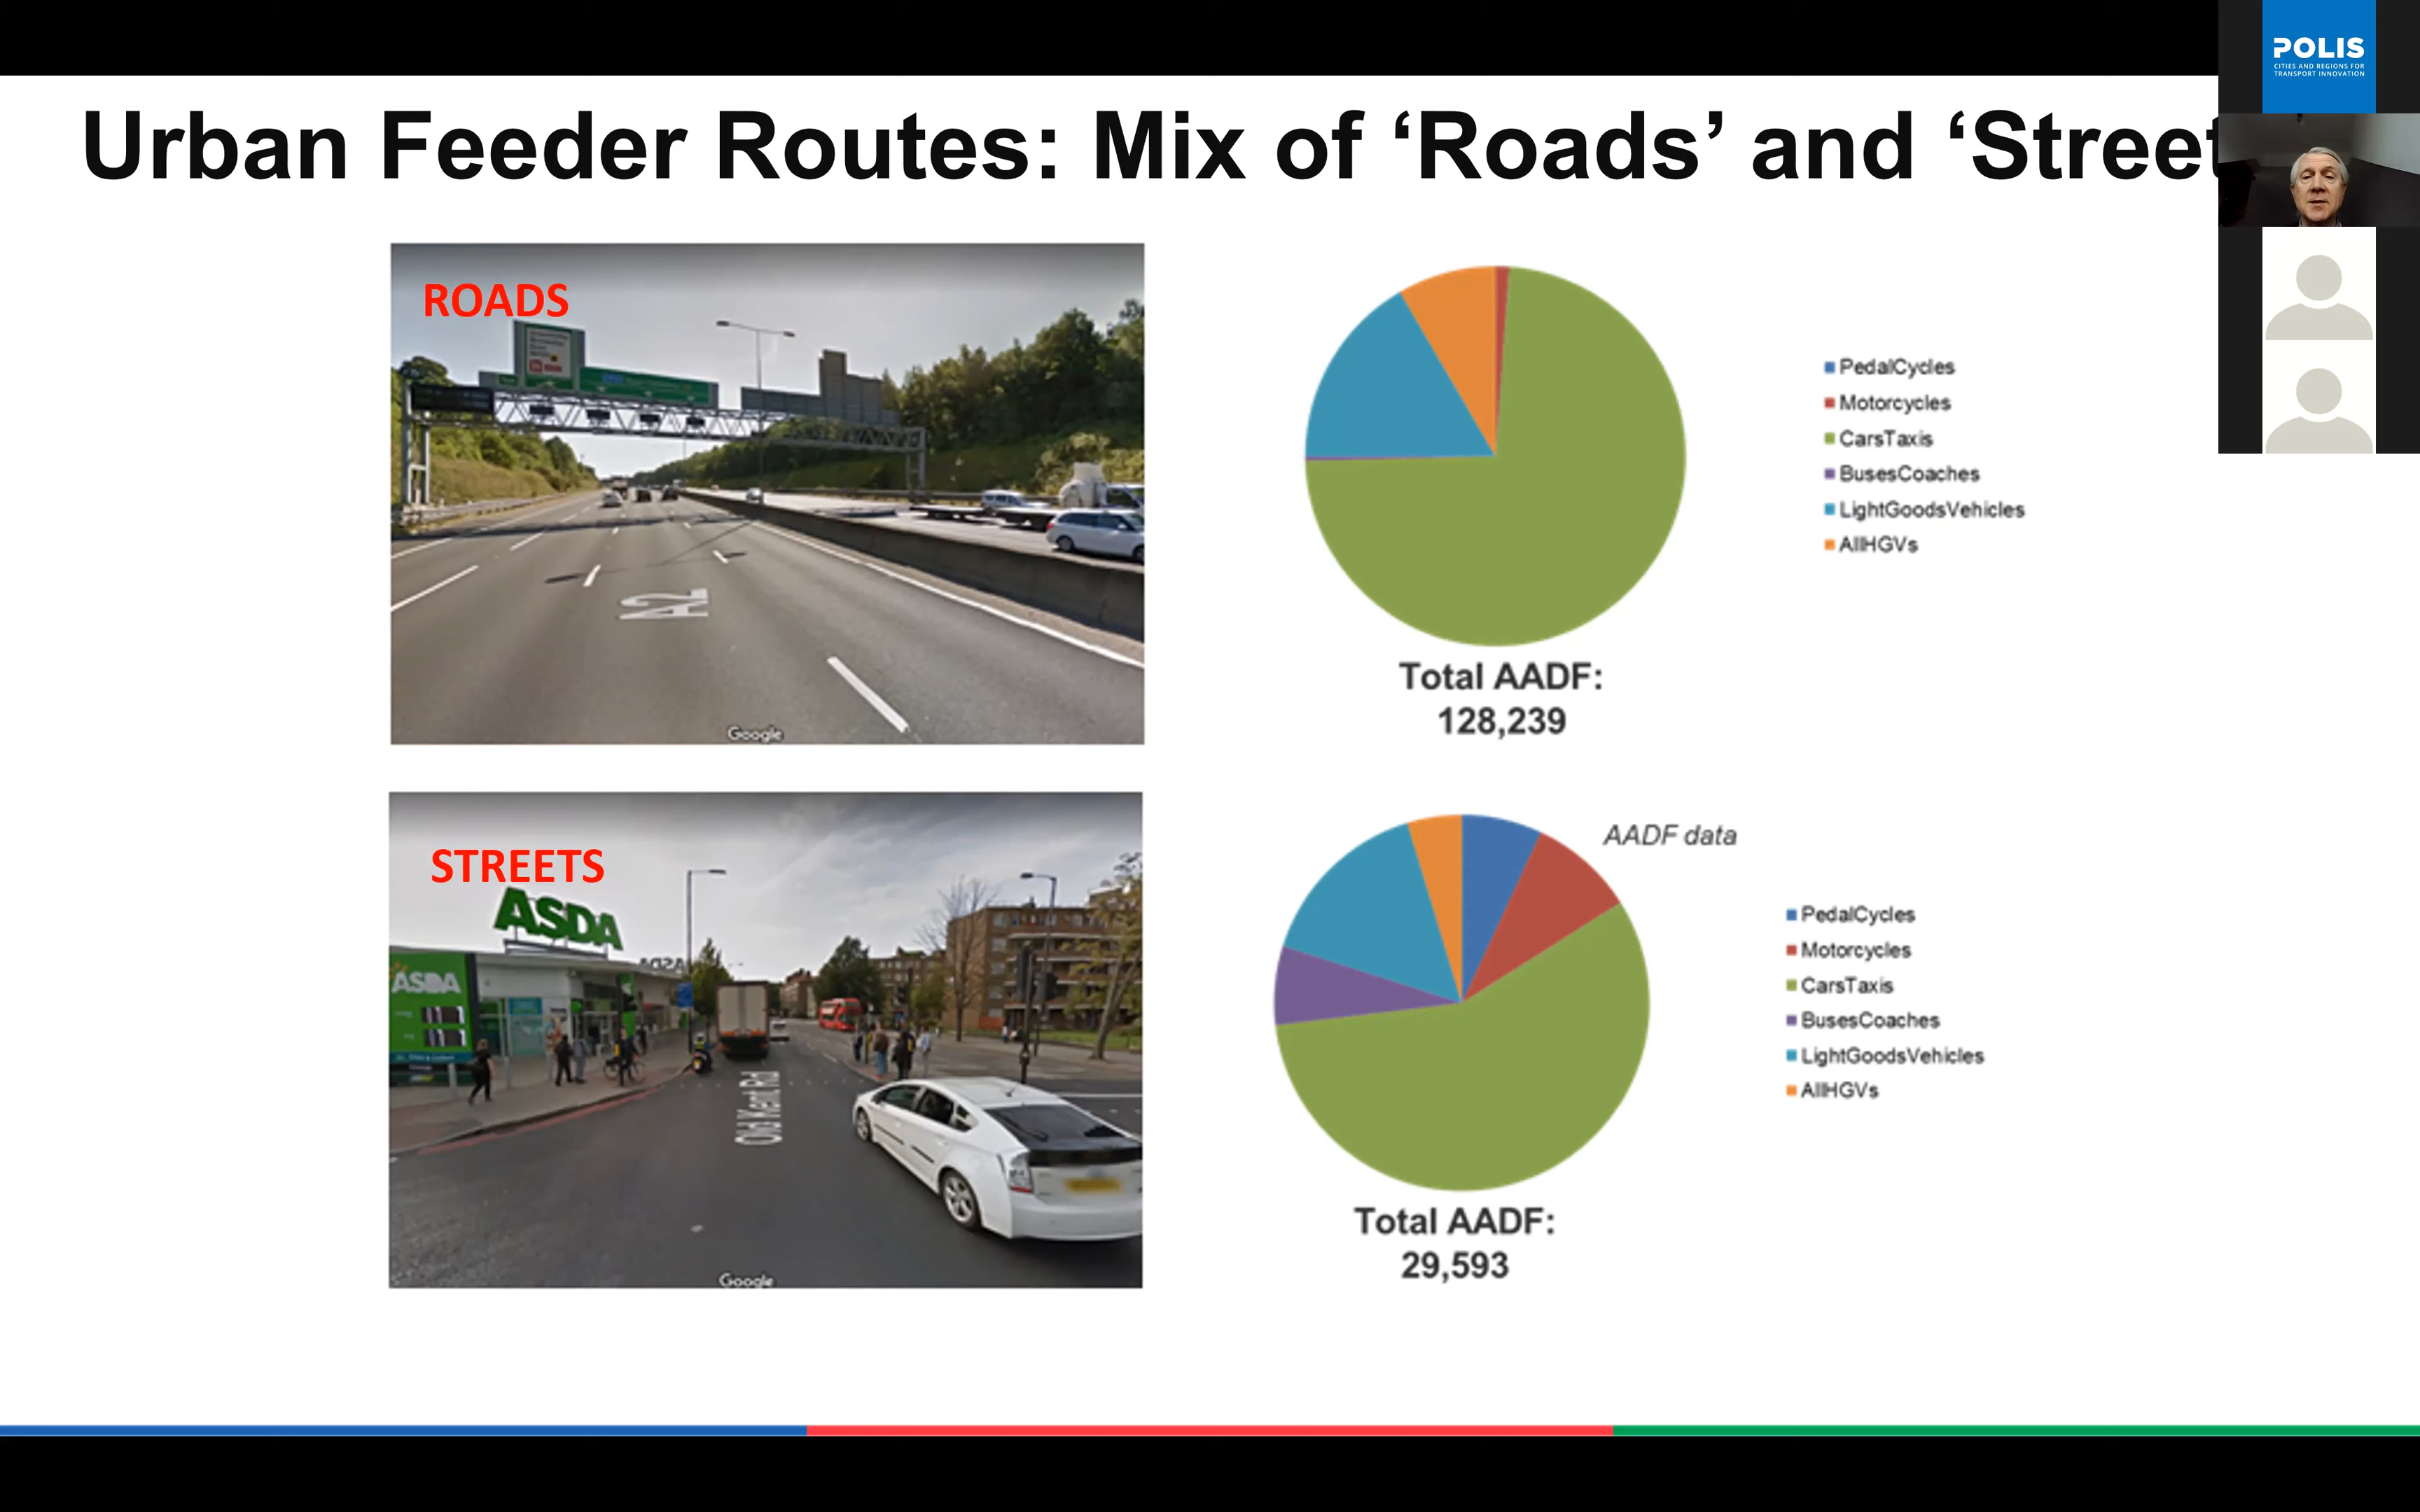 POLIS
CITIES AND REGIONS FOR
TRANSPORT INNOVATION
Urban Feeder Routes: Mix of ‘Roads’ and ‘Street
ROADS
A2
Google
PedalCycles
Motorcycles
CarsTaxis
BusesCoaches
LightGoodsVehicles
AllHGVs
Total AADF:
128,239
STREETS
ASDA
ASDA
ASDA
Old Kent Rd
Google
AADF data
PedalCycles
Motorcycles
CarsTaxis
BusesCoaches
LightGoodsVehicles
AllHGVs
Total AADF:
29,593